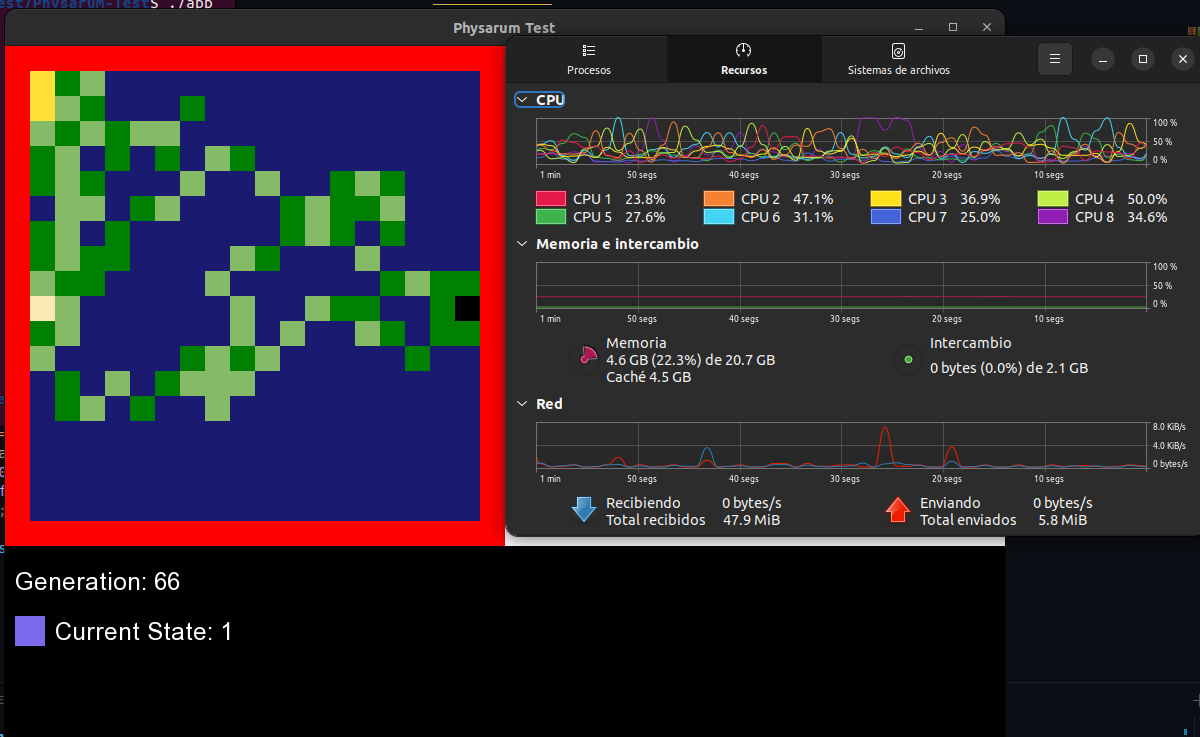 est/Physarum-Test$ ./app
Physarum Test
Procesos
Recursos
Sistemas de archivos
CPU
100 %
50 %
0 %
1 min 50 segs 40 segs 30 segs 20 segs 10 segs
CPU 1 23.8% CPU 2 47.1% CPU 3 36.9% CPU 4 50.0%
CPU 5 27.6% CPU 6 31.1% CPU 7 25.0% CPU 8 34.6%
Memoria e intercambio
100 %
50 %
0 %
1 min 50 segs 40 segs 30 segs 20 segs 10 segs
Memoria
4.6 GB (22.3%) de 20.7 GB
Caché 4.5 GB
Intercambio
0 bytes (0.0%) de 2.1 GB
Red
8.0 KiB/s
4.0 KiB/s
0 bytes/s
1 min 50 segs 40 segs 30 segs 20 segs 10 segs
Recibiendo 0 bytes/s
Total recibidos 47.9 MiB
Enviando 0 bytes/s
Total enviados 5.8 MiB
Generation: 66
Current State: 1